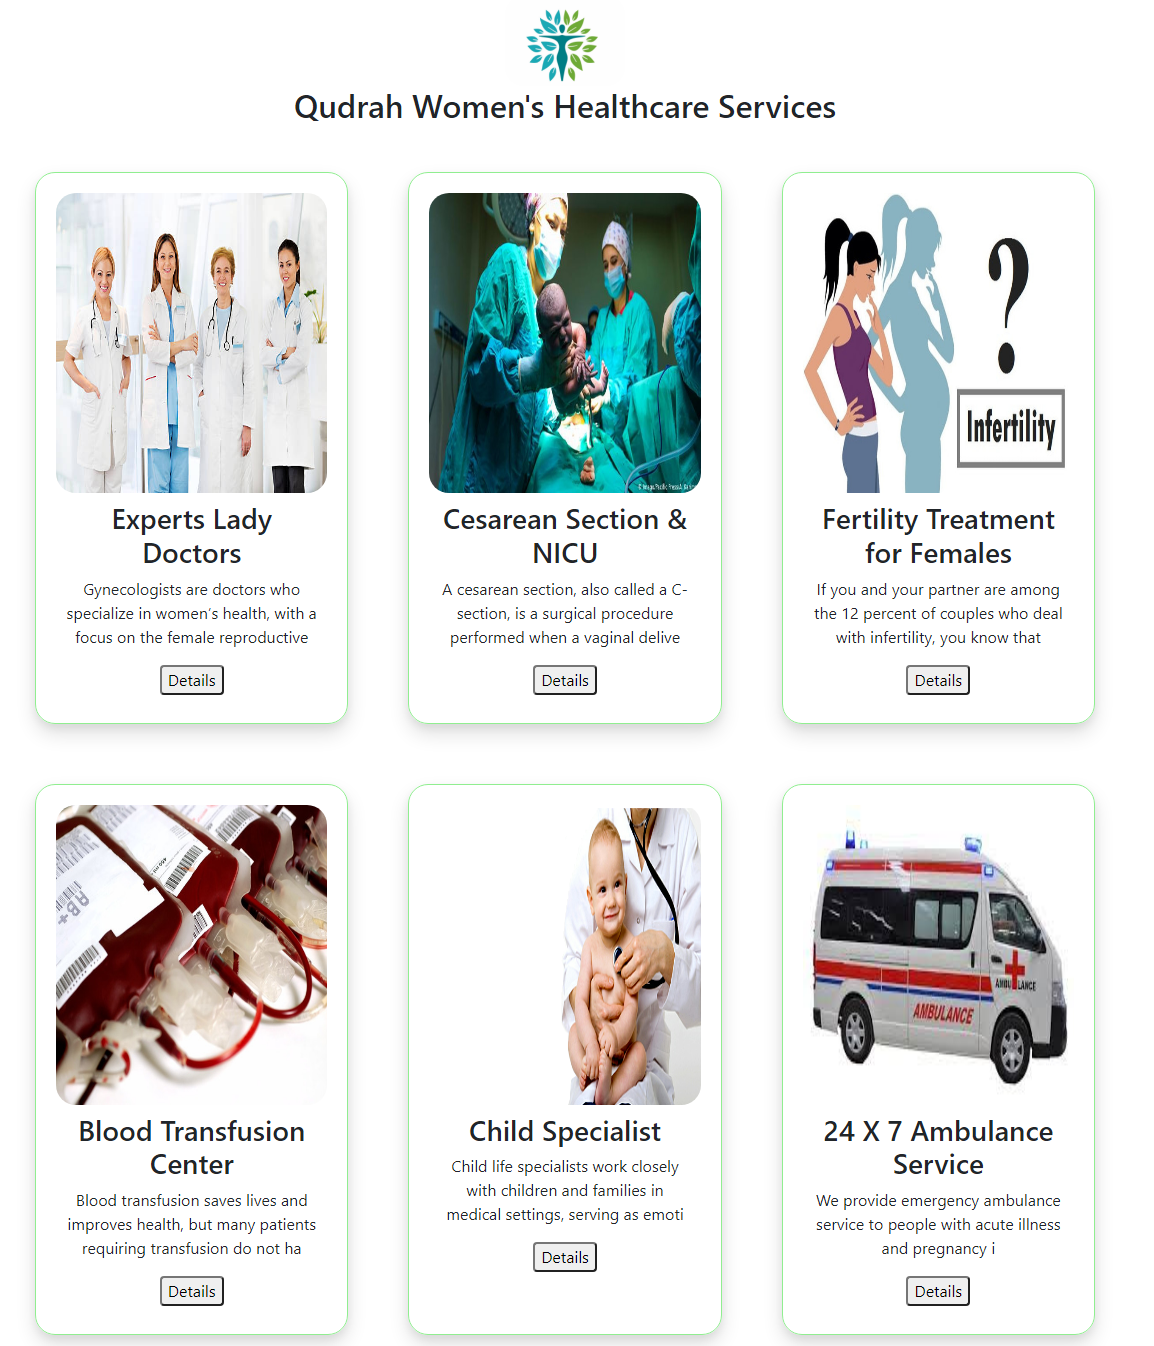 Qudrah Women's Healthcare Services
Infertility
Experts Lady
Doctors
Gynecologists are doctors who
specialize in women’s health, with a
focus on the female reproductive
Details
Cesarean Section &
NICU
A cesarean section, also called a C-
section, is a surgical procedure
performed when a vaginal delive
Details
?
Fertility Treatment
for Females
If you and your partner are among
the 12 percent of couples who deal
with infertility, you know that
Details
AB+
Blood Transfusion
Center
Blood transfusion saves lives and
improves health, but many patients
requiring transfusion do not ha
Details
Child Specialist
Child life specialists work closely
with children and families in
medical settings, serving as emoti
Details
AMBULANCE
AMBULANCE
24 X 7 Ambulance
Service
We provide emergency ambulance
service to people with acute illness
and pregnancy i
Details